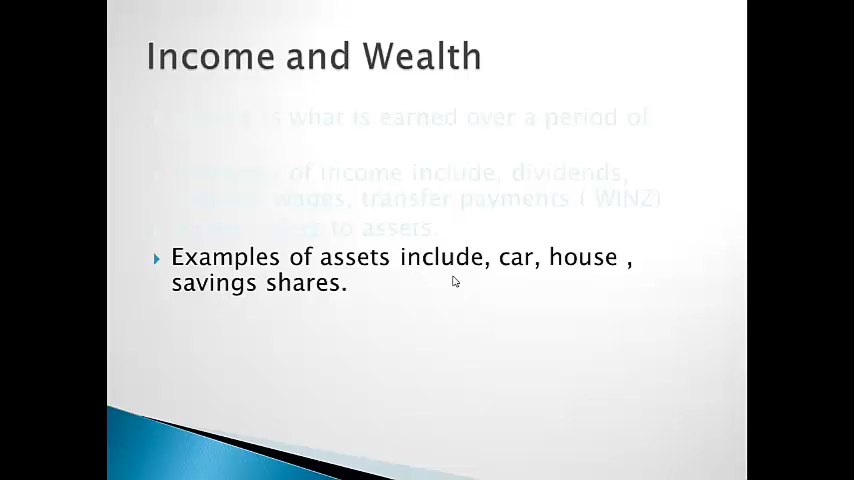 Income and Wealth
is what is earned over a period of
of income include, dividends,
wages, transfer payments ( WINZ)
to assets.
Examples of assets include, car, house ,
savings shares.